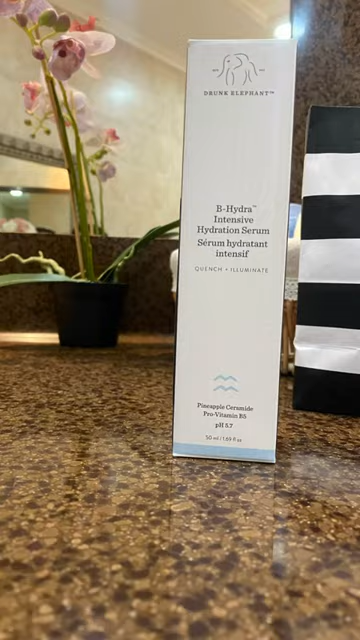 DRUNK ELEPHANT™
B-Hydra™
Intensive
Hydration Serum
Sérum hydratant
intensif
QUENCH + ILLUMINATE
Pineapple Ceramide
Pro-Vitamin B5
pH 5.7
50 ml / 1.69 fl oz